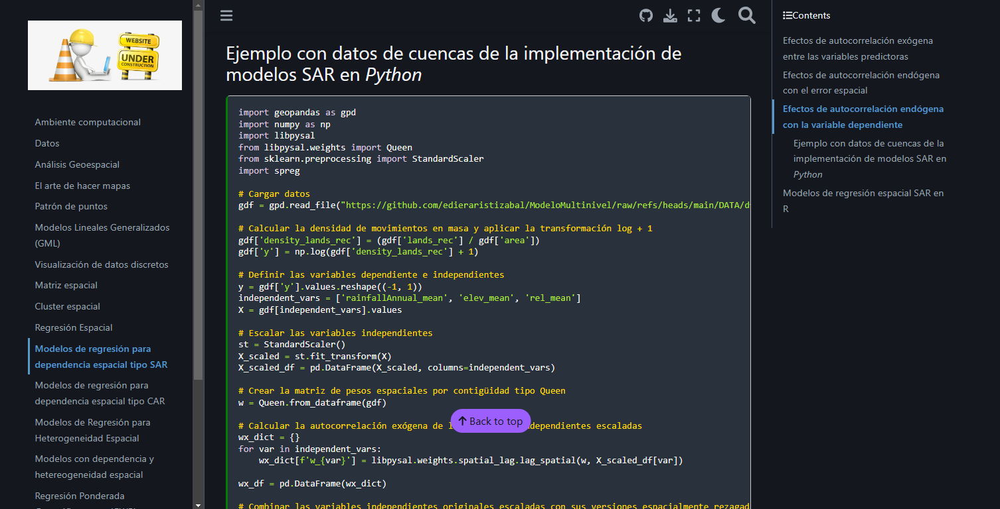 WEBSITE
UNDER
CONSTRUCTION
Ambiente computacional
Datos
Análisis Geoespacial
El arte de hacer mapas
Patrón de puntos
Modelos Lineales Generalizados
(GML)
Visualización de datos discretos
Matriz espacial
Cluster espacial
Regresión Espacial
Modelos de regresión para
dependencia espacial tipo SAR
Modelos de regresión para
dependencia espacial tipo CAR
Modelos de Regresión para
Heterogeneidad Espacial
Modelos con dependencia y
hetereogeneidad espacial
Regresión Ponderada
Ejemplo con datos de cuencas de la implementación de
modelos SAR en Python
import geopandas as gpd
import numpy as np
import libpysal
from libpysal.weights import Queen
from sklearn.preprocessing import StandardScaler
import spreg
# Cargar datos
gdf = gpd.read_file("https://github.com/edieraristizabal/ModeloMultinivel/raw/refs/heads/main/DATA/d
# Calcular la densidad de movimientos en masa y aplicar la transformación log + 1
gdf['density_lands_rec'] = (gdf['lands_rec'] / gdf['area'])
gdf['y'] = np.log(gdf['density_lands_rec'] + 1)
# Definir las variables dependiente e independientes
y = gdf['y'].values.reshape((-1, 1))
independent_vars = ['rainfallAnnual_mean', 'elev_mean', 'rel_mean']
X = gdf[independent_vars].values
# Escalar las variables independientes
st = StandardScaler()
X_scaled = st.fit_transform(X)
X_scaled_df = pd.DataFrame(X_scaled, columns=independent_vars)
# Crear la matriz de pesos espaciales por contigüidad tipo Queen
w = Queen.from_dataframe(gdf)
# Calcular la autocorrelación exógena de l ndependientes escaladas
Back to top
wx_dict = {}
for var in independent_vars:
    wx_dict[f'w_{var}'] = libpysal.weights.spatial_lag.lag_spatial(w, X_scaled_df[var])
wx_df = pd.DataFrame(wx_dict)
# Combinar las variables independientes originales escaladas con sus versiones espacialmente rezagad
Contents
Efectos de autocorrelación exógena
entre las variables predictoras
Efectos de autocorrelación endógena
con el error espacial
Efectos de autocorrelación endógena
con la variable dependiente
Ejemplo con datos de cuencas de la
implementación de modelos SAR en
Python
Modelos de regresión espacial SAR en
R